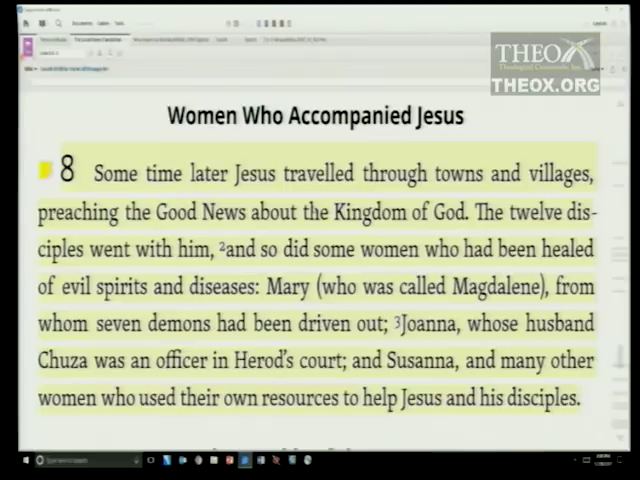 THEOX
THEOX.ORG
Women Who Accompanied Jesus
8 Some time later Jesus travelled through towns and villages,
preaching the Good News about the Kingdom of God. The twelve dis-
ciples went with him, ²and so did some women who had been healed
of evil spirits and diseases: Mary (who was called Magdalene), from
whom seven demons had been driven out; ³Joanna, whose husband
Chuza was an officer in Herod's court; and Susanna, and many other
women who used their own resources to help Jesus and his disciples.